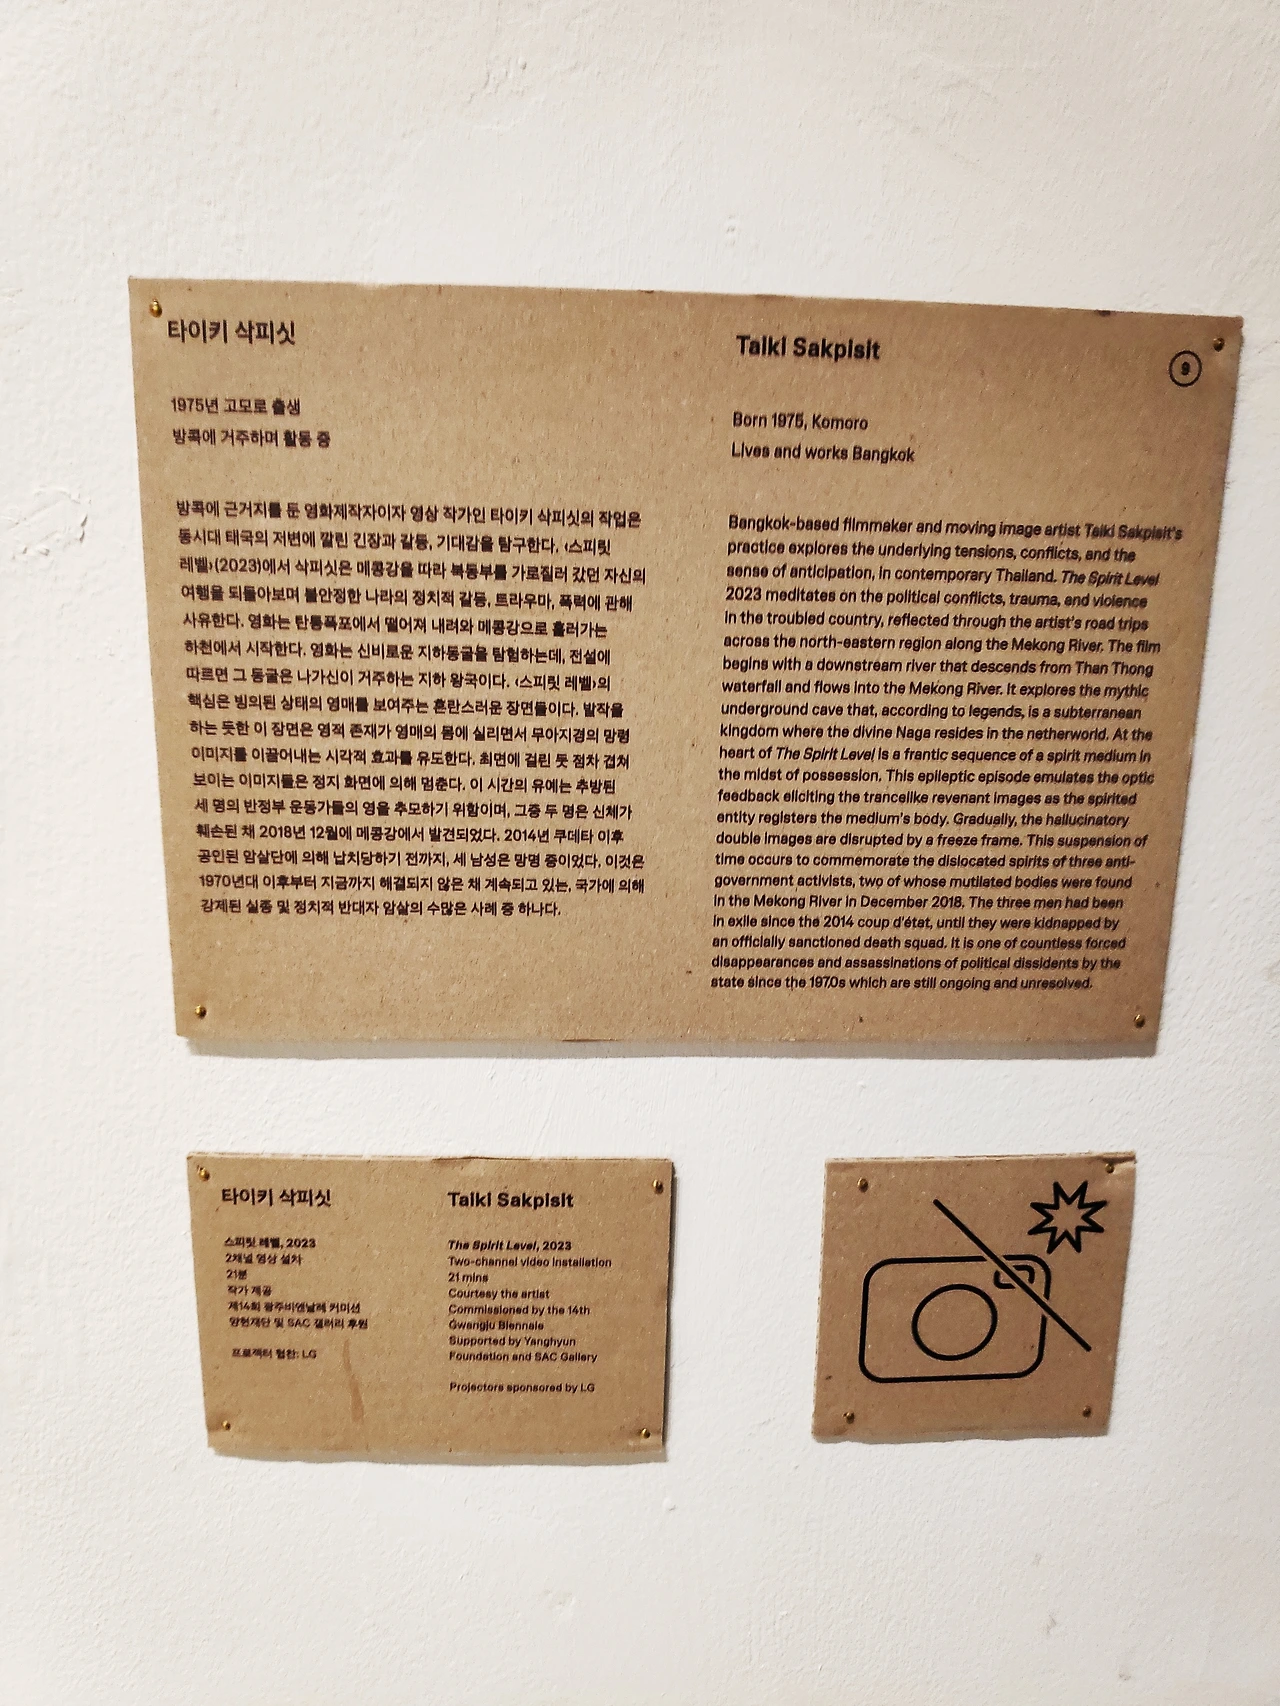 타이키 삭피싯
1975년 고모로 출생
방콕에 거주하며 활동 중
방콕에 근거지를 둔 영화제작자이자 영상 작가인 타이키 삭피싯의 작업은
동시대 태국의 저변에 깔린 긴장과 갈등, 기대감을 탐구한다. ‹스피릿
레벨›(2023)에서 삭피싯은 메콩강을 따라 북동부를 가로질러 갔던 자신의
여행을 되돌아보며 불안정한 나라의 정치적 갈등, 트라우마, 폭력에 관해
사유한다. 영화는 탄통폭포에서 떨어져 내려와 메콩강으로 흘러가는
하천에서 시작한다. 영화는 신비로운 지하동굴을 탐험하는데, 전설에
따르면 그 동굴은 나가신이 거주하는 지하 왕국이다. ‹스피릿 레벨›의
핵심은 빙의된 상태의 영매를 보여주는 혼란스러운 장면들이다. 발작을
하는 듯한 이 장면은 영적 존재가 영매의 몸에 실리면서 무아지경의 망령
이미지를 이끌어내는 시각적 효과를 유도한다. 최면에 걸린 듯 점차 겹쳐
보이는 이미지들은 정지 화면에 의해 멈춘다. 이 시간의 유예는 추방된
세 명의 반정부 운동가들의 영을 추모하기 위함이며, 그중 두 명은 신체가
훼손된 채 2018년 12월에 메콩강에서 발견되었다. 2014년 쿠데타 이후
공인된 암살단에 의해 납치당하기 전까지, 세 남성은 망명 중이었다. 이것은
1970년대 이후부터 지금까지 해결되지 않은 채 계속되고 있는, 국가에 의해
강제된 실종 및 정치적 반대자 암살의 수많은 사례 중 하나다.
Taiki Sakpisit
9
Born 1975, Komoro
Lives and works Bangkok
Bangkok-based filmmaker and moving image artist Taiki Sakpisit's
practice explores the underlying tensions, conflicts, and the
sense of anticipation, in contemporary Thailand. The Spirit Level
2023 meditates on the political conflicts, trauma, and violence
in the troubled country, reflected through the artist's road trips
across the north-eastern region along the Mekong River. The film
begins with a downstream river that descends from Than Thong
waterfall and flows into the Mekong River. It explores the mythic
underground cave that, according to legends, is a subterranean
kingdom where the divine Naga resides in the netherworld. At the
heart of The Spirit Level is a frantic sequence of a spirit medium in
the midst of possession. This epileptic episode emulates the optic
feedback eliciting the trancelike revenant images as the spirited
entity registers the medium's body. Gradually, the hallucinatory
double images are disrupted by a freeze frame. This suspension of
time occurs to commemorate the dislocated spirits of three anti-
government activists, two of whose mutilated bodies were found
in the Mekong River in December 2018. The three men had been
in exile since the 2014 coup d'état, until they were kidnapped by
an officially sanctioned death squad. It is one of countless forced
disappearances and assassinations of political dissidents by the
state since the 1970s which are still ongoing and unresolved.
타이키 삭피싯
스피릿 레벨, 2023
2채널 영상 설치
21분
작가 제공
제14회 광주비엔날레 커미션
양현재단 및 SAC 갤러리 후원
프로젝터 협찬: LG
Taiki Sakpisit
The Spirit Level, 2023
Two-channel video installation
21 mins
Courtesy the artist
Commissioned by the 14th
Gwangju Biennale
Supported by Yanghyun
Foundation and SAC Gallery
Projectors sponsored by LG